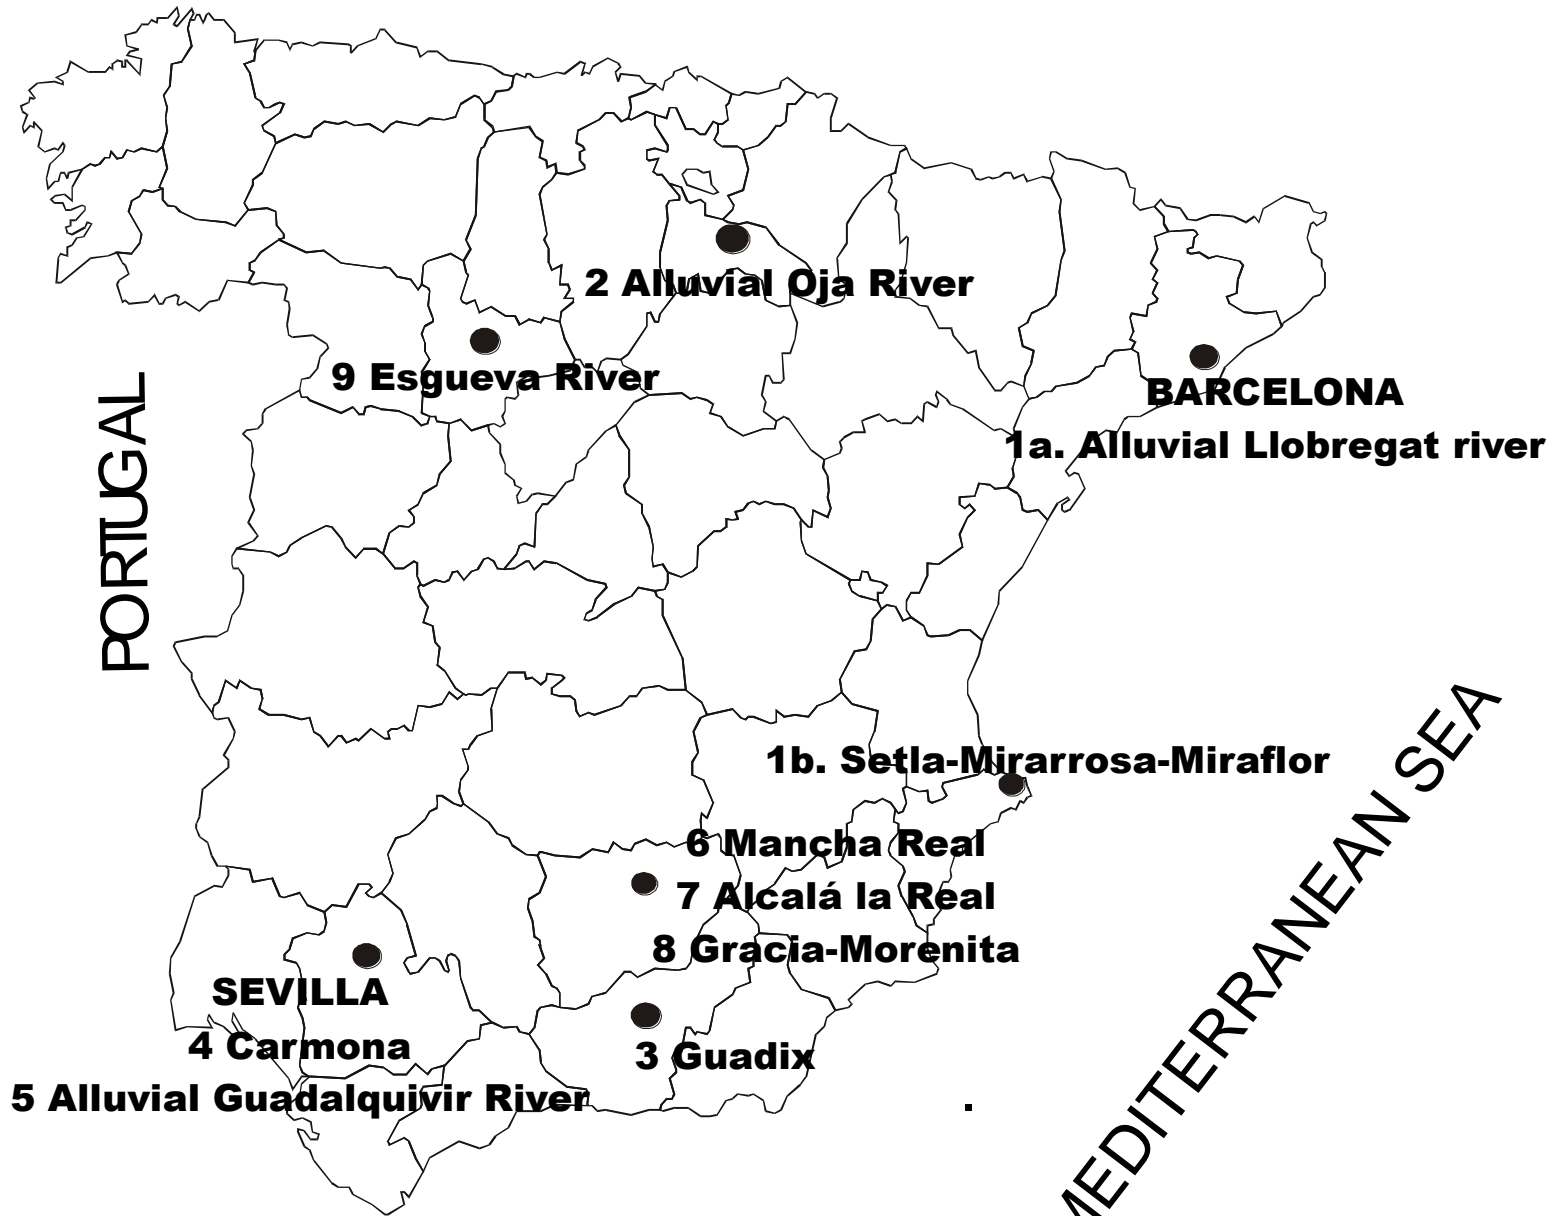 2 Alluvial Oja River
9 Esgueva River
BARCELONA
1a. Alluvial Llobregat river
PORTUGAL
1b. Setla-Mirarrosa-Miraflor
6 Mancha Real
7 Alcalá la Real
8 Gracia-Morenita
SEVILLA
4 Carmona
3 Guadix
5 Alluvial Guadalquivir River
MEDITERRANEAN SEA